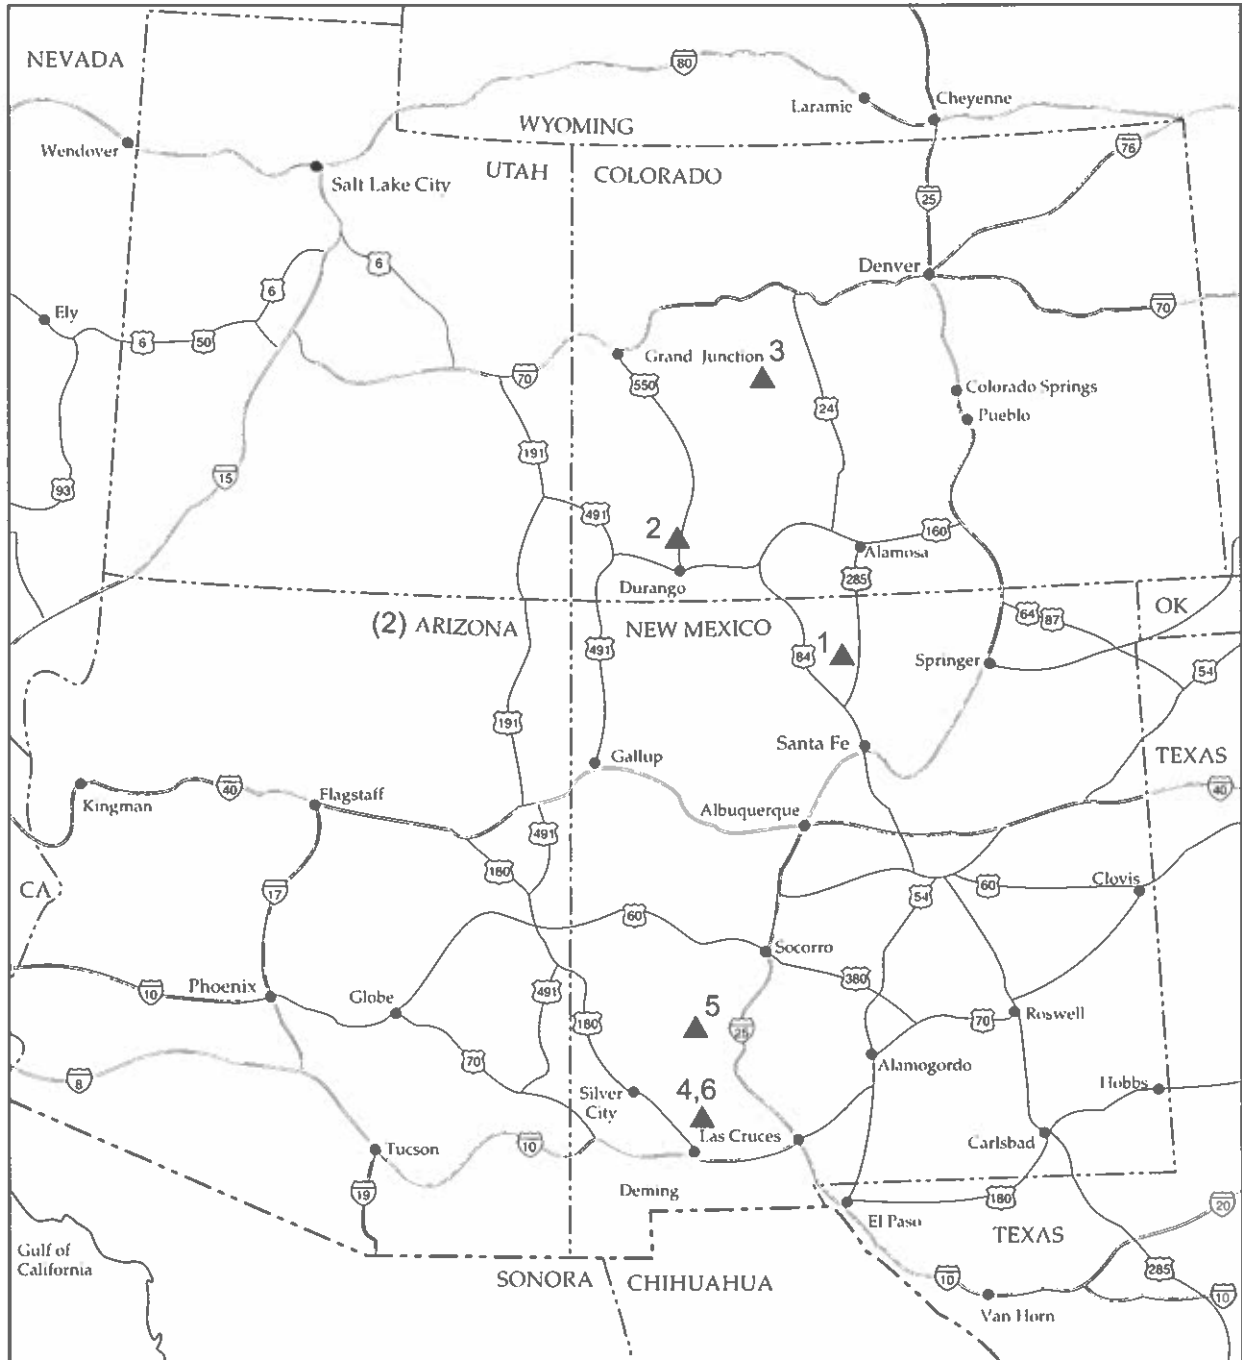 80
Cheyenne
NEVADA
Laramie
WYOMING
76
Wendover
UTAH
COLORADO
Salt Lake City
25
6
Denver
6
70
Ely
6
50
Grand Junction
3
70
550
Colorado Springs
24
Pueblo
191
15
93
491
2
160
Alamosa
Durango
285
(2) ARIZONA
NEW MEXICO
64
87
OK
491
84
1
Springer
54
191
Santa Fe
Gallup
TEXAS
40
Flagstaff
40
Kingman
Albuquerque
491
180
CA
17
60
Clovis
54
60
Socorro
380
Phoenix
10
Globe
491
5
Roswell
180
25
70
70
Alamogordo
8
Silver
City
4,6
Hobbs
Las Cruces
Carlsbad
10
Tucson
19
Deming
180
20
El Paso
TEXAS
Gulf of
California
SONORA
CHIHUAHUA
285
10
10
Van Horn